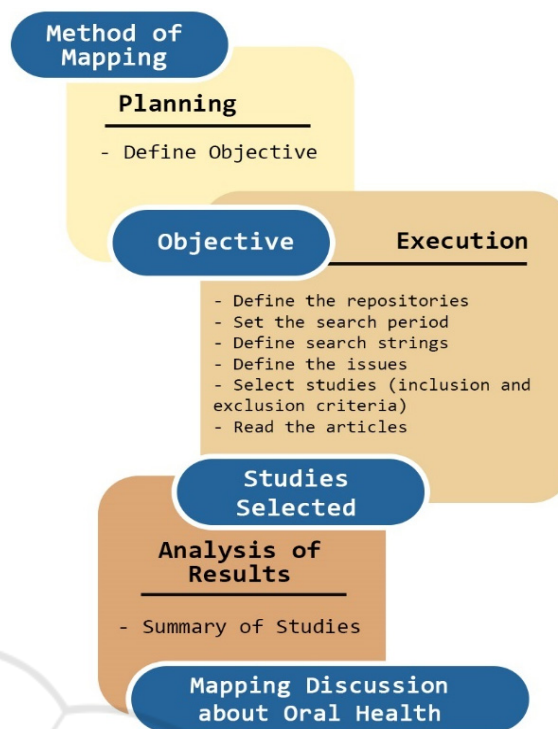 Method of
Mapping
Planning
- Define Objective
Objective
Execution
- Define the repositories
- Set the search period
- Define search strings
- Define the issues
- Select studies (inclusion and
exclusion criteria)
- Read the articles
Studies
Selected
Analysis of
Results
- Summary of Studies
Mapping Discussion
about Oral Health